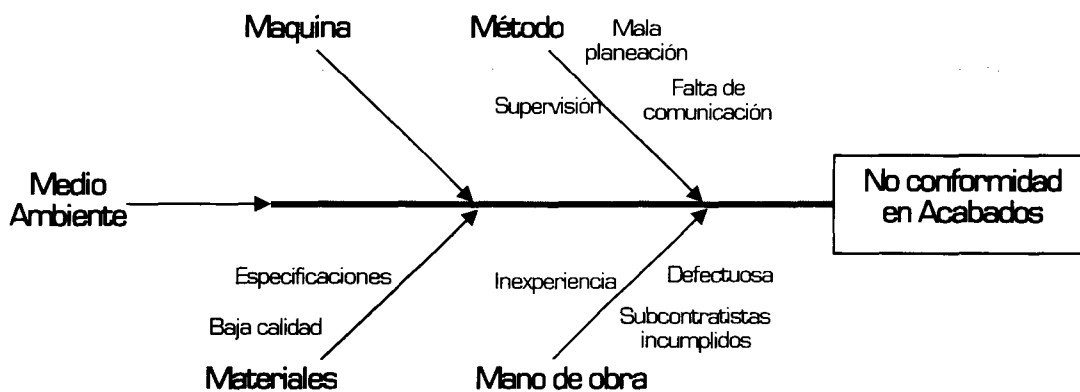 Maquina
Método
Mala
planeación
Supervisión
Falta de
comunicación
Medio
Ambiente
No conformidad
en Acabados
Especificaciones
Baja calidad
Materiales
Inexperiencia
Defectuosa
Subcontratistas
incumplidos
Mano de obra